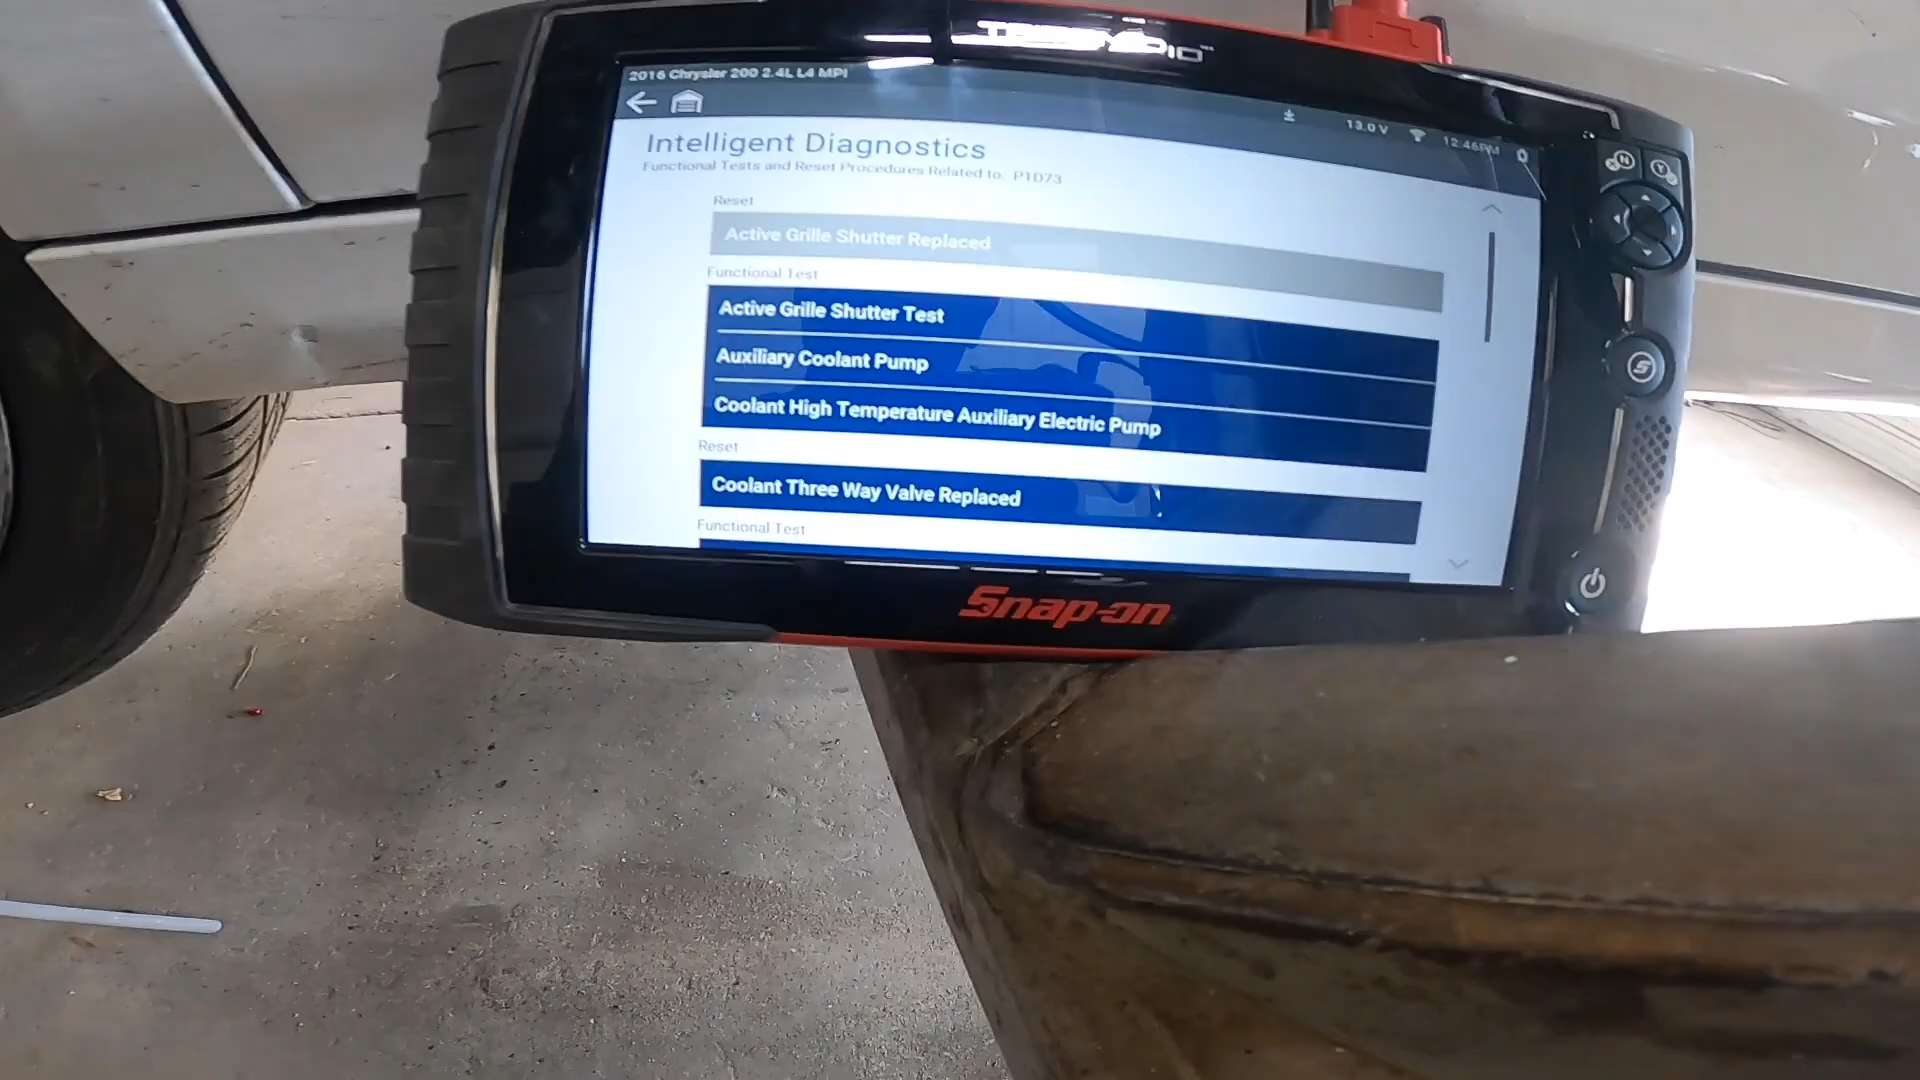 2016 Chrysler 200 2.4L L4 MPI
13.0 V
12:46PM
Intelligent Diagnostics
Functional Tests and Reset Procedures Related to: P1D73
Reset
Active Grille Shutter Replaced
Functional Test
Active Grille Shutter Test
Auxiliary Coolant Pump
Coolant High Temperature Auxiliary Electric Pump
Reset
Coolant Three Way Valve Replaced
Functional Test
Snap-on
N
Y
S